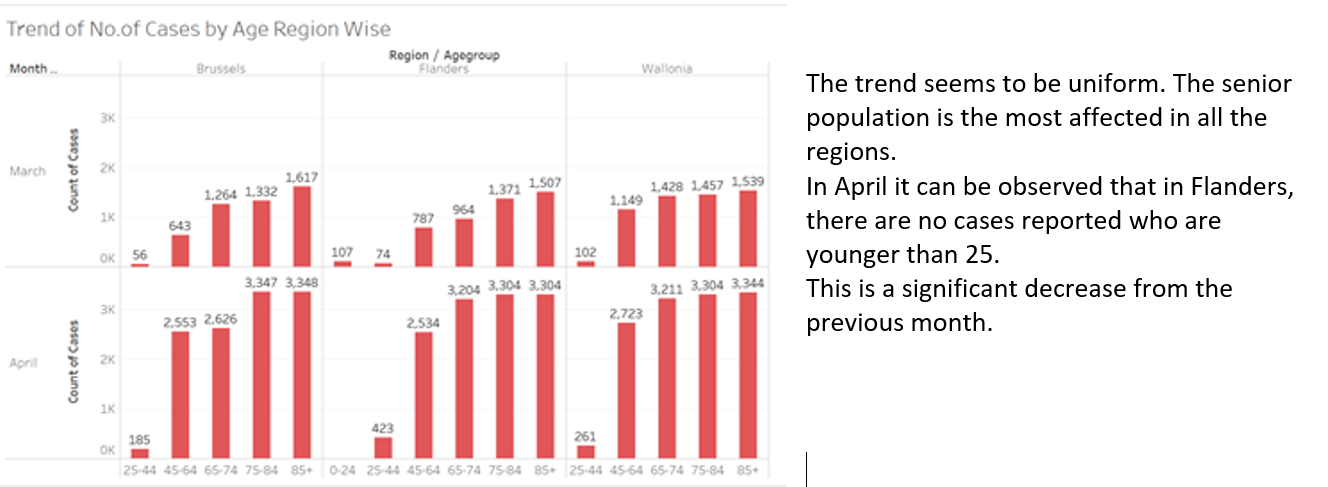 Trend of No.of Cases by Age Region Wise
Region / Agegroup
Month .. Brussels Flanders Wallonia
March
Count of Cases
3K
2K
1K
0K
56 643 1,264 1,332 1,617 107 74 787 964 1,371 1,507 102 1,149 1,428 1,457 1,539
April
Count of Cases
3K
2K
1K
0K
185 2,553 2,626 3,347 3,348 423 2,534 3,204 3,304 3,304 261 2,723 3,211 3,304 3,344
25-44 45-64 65-74 75-84 85+ 0-24 25-44 45-64 65-74 75-84 85+ 25-44 45-64 65-74 75-84 85+
The trend seems to be uniform. The senior
population is the most affected in all the
regions.
In April it can be observed that in Flanders,
there are no cases reported who are
younger than 25.
This is a significant decrease from the
previous month.